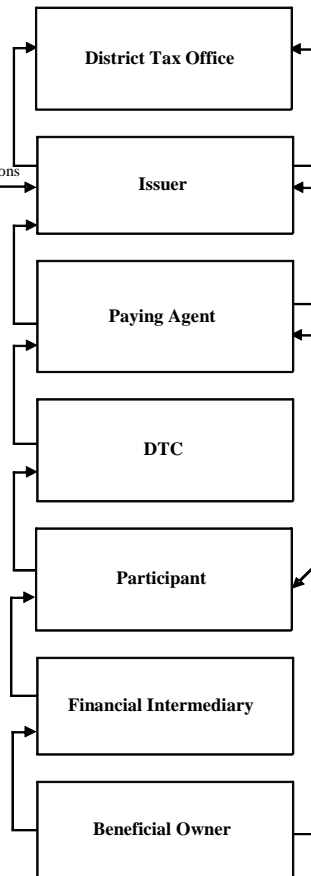 District Tax Office
Issuer
Paying Agent
DTC
Participant
Financial Intermediary
Beneficial Owner